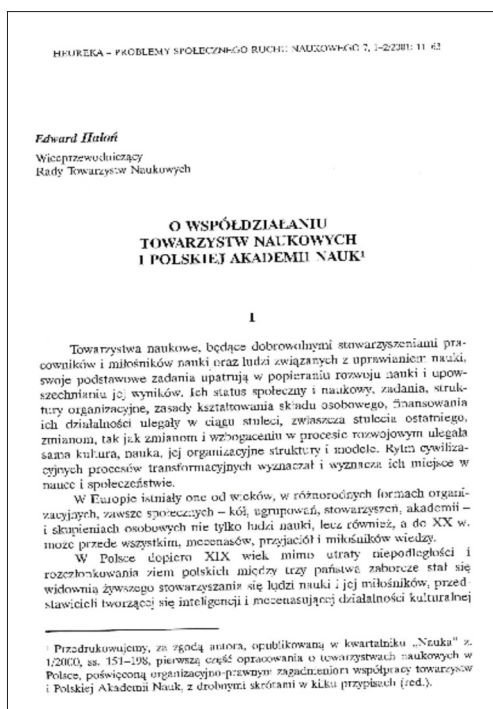 HEUREKA – PROBLEMY SPOŁECZNEGO RUCHU NAUKOWEGO 7, 1–2/2001: 11–63
Edward Hałoń
Wiceprzewodniczący
Rady Towarzystw Naukowych
O WSPÓŁDZIAŁANIU
TOWARZYSTW NAUKOWYCH
I POLSKIEJ AKADEMII NAUK¹
I
Towarzystwa naukowe, będące dobrowolnymi stowarzyszeniami pra-
cowników i miłośników nauki oraz ludzi związanych z uprawianiem nauki,
swoje podstawowe zadania upatrują w popieraniu rozwoju nauki i upow-
szechnianiu jej wyników. Ich status społeczny i naukowy, zadania, struk-
tury organizacyjne, zasady kształtowania składu osobowego, finansowania
ich działalności ulegały w ciągu stuleci, zwłaszcza stulecia ostatniego,
zmianom, tak jak zmianom i wzbogaceniu w procesie rozwojowym ulegała
sama kultura, nauka, jej organizacyjne struktury i modele. Rytm cywiliza-
cyjnych procesów transformacyjnych wyznaczał i wyznacza ich miejsce w
nauce i społeczeństwie.
W Europie istniały one od wieków, w różnorodnych formach organi-
zacyjnych, zawsze społecznych – kół, ugrupowań, stowarzyszeń, akademii –
i skupieniach osobowych nie tylko ludzi nauki, lecz również, a do XX w.
może przede wszystkim, mecenasów, przyjaciół i miłośników wiedzy.
W Polsce dopiero XIX wiek mimo utraty niepodległości i
rozczłonkowania ziem polskich między trzy państwa zaborcze stał się
widownią żywszego stowarzyszania się ludzi nauki i jej miłośników, przed-
stawicieli tworzącej się inteligencji i mecenasującej działalności kulturalnej
¹ Przedrukowujemy, za zgodą autora, opublikowaną w kwartalniku „Nauka” z.
1/2000, ss. 151–198, pierwszą część opracowania o towarzystwach naukowych w
Polsce, poświęconą organizacyjno-prawnym zagadnieniom współpracy towarzystw
i Polskiej Akademii Nauk, z drobnymi skrótami w kilku przypisach (red.).